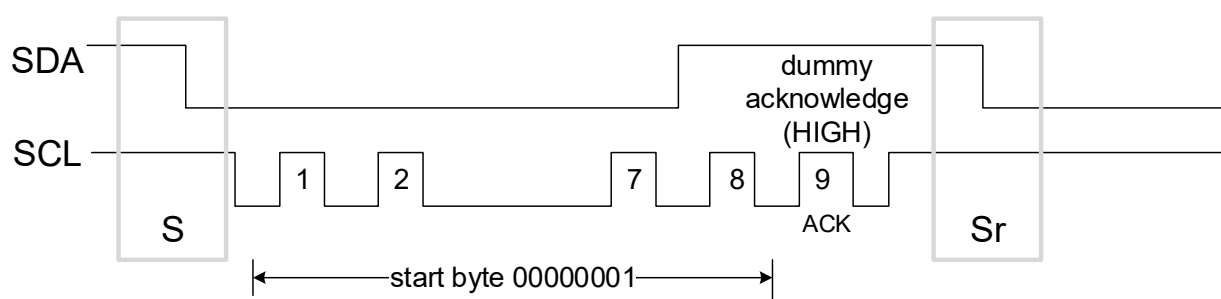 SDA
dummy
acknowledge
(HIGH)
SCL
1 2 7 8 9
ACK
S Sr
start byte 00000001